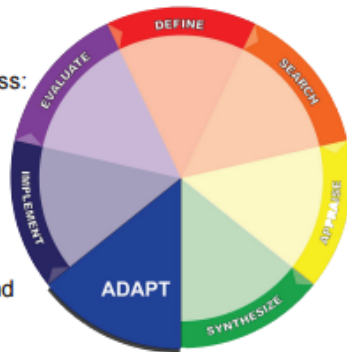 DEFINE
ss:
EVALUATE
SEARCH
IMPLEMENT
APPRAISE
nd
ADAPT
SYNTHESIZE